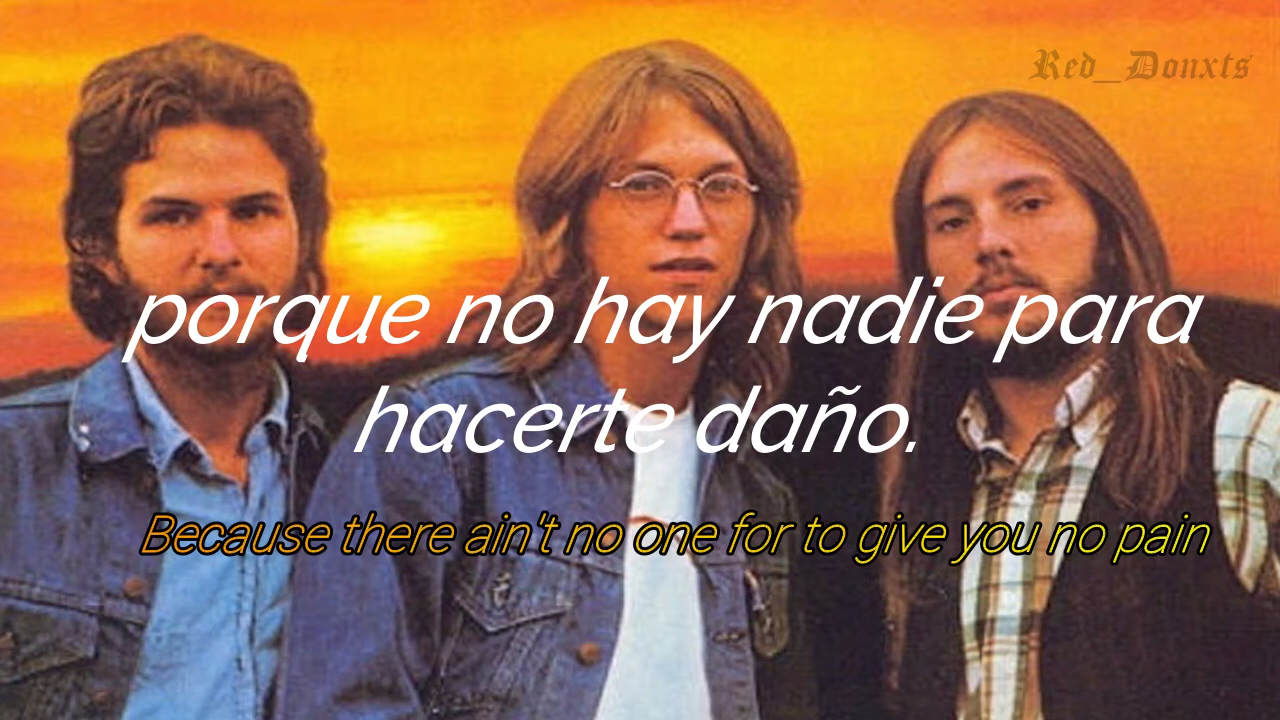 Red_Donxts
porque no hay nadie para
hacerte daño.
Because there ain't no one for to give you no pain